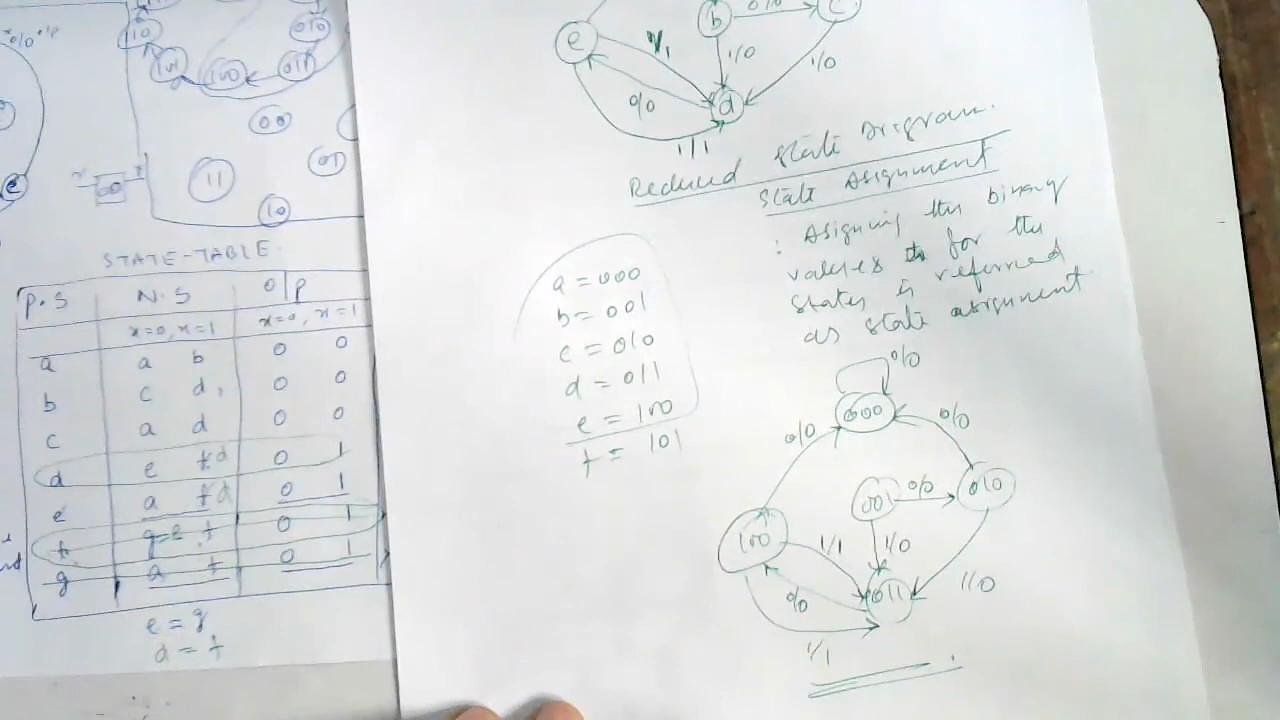 10
010
101
100
011
00
01
11
10
STATE-TABLE
P.S N.S O/P
x=0, x=1 x=0, x=1
a a b 0 0
b c d 0 0
c a d 0 0
d e f d 0 1
e a f d 0 1
f g=e f 0 1
g a f 0 1
e = g
d = f
b 0/0 c
e 1/1 1/0 1/0
0/0 d
1/1
Reduced State Diagram.
State Assignment
: Assigning the binary
values for the
states is referred
as state assignment
a = 000
b = 001
c = 010
d = 011
e = 100
f = 101
0/0
000
0/0 0/0
001 0/0 010
100 1/1 1/0
0/0 011 1/0
1/1